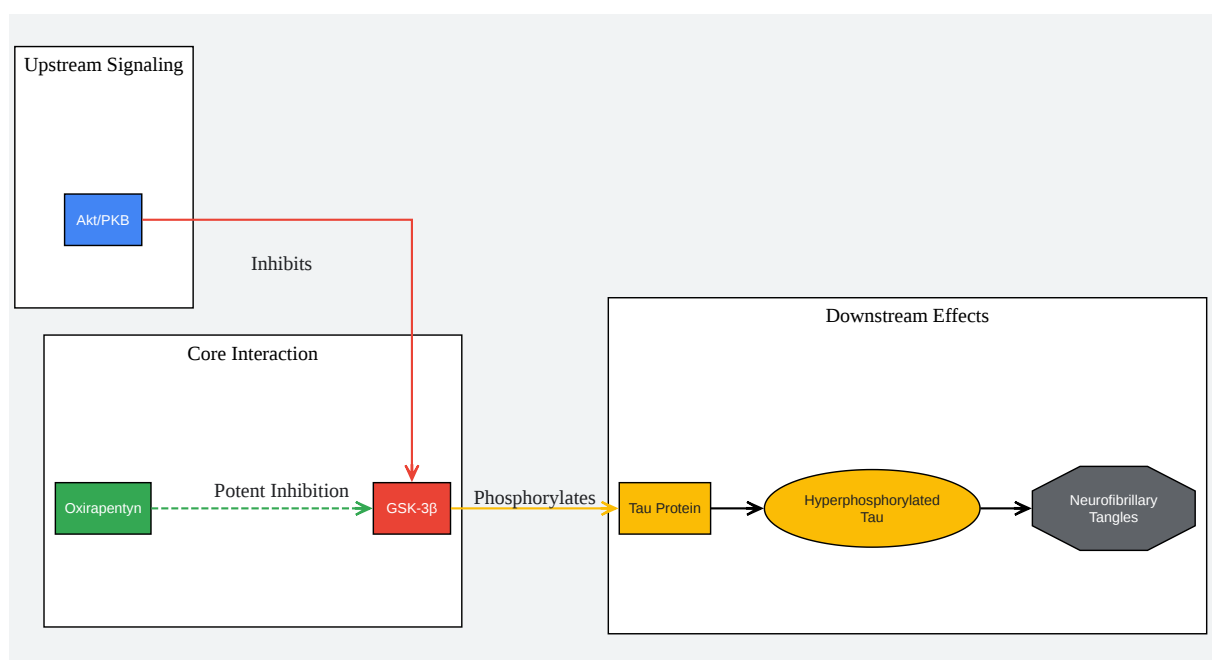 Upstream Signaling
Akt/PKB
Inhibits
Core Interaction
Oxirapentyn
Potent Inhibition
GSK-3β
Phosphorylates
Downstream Effects
Tau Protein
Hyperphosphorylated
Tau
Neurofibrillary
Tangles